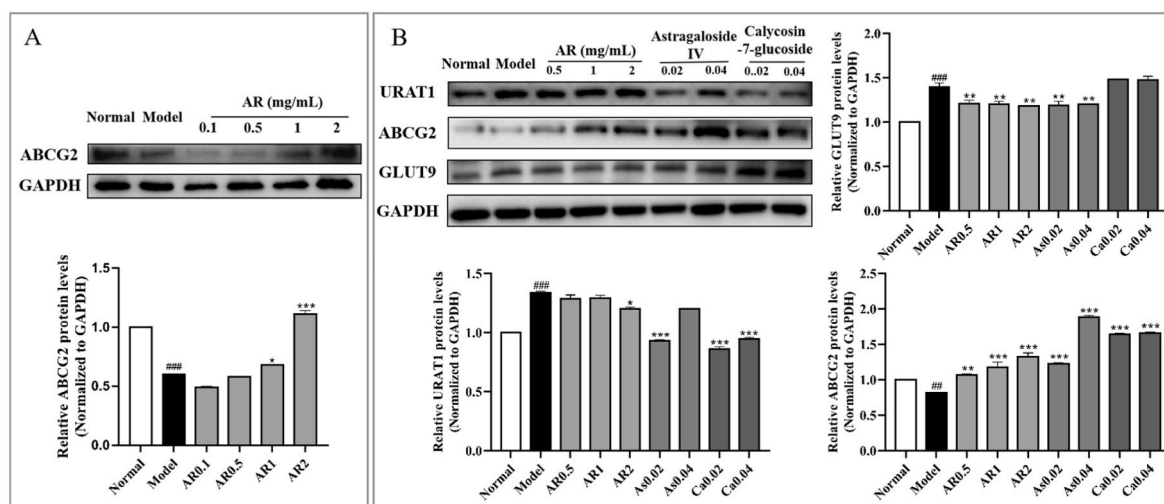 A
Normal Model
AR (mg/mL)
0.1 0.5 1 2
ABCG2
GAPDH
Relative ABCG2 protein levels
(Normalized to GAPDH)
1.5
1.0
0.5
0.0
###
*
***
Normal
Model
AR0.1
AR0.5
AR1
AR2
B
Normal Model
AR (mg/mL)
0.5 1 2
Astragaloside
IV
0.02 0.04
Calycosin
-7-glucoside
0..02 0.04
URAT1
ABCG2
GLUT9
GAPDH
Relative GLUT9 protein levels
(Normalized to GAPDH)
2.0
1.5
1.0
0.5
0.0
###
**
**
**
**
**
Normal
Model
AR0.5
AR1
AR2
As0.02
As0.04
Ca0.02
Ca0.04
Relative URAT1 protein levels
(Normalized to GAPDH)
1.5
1.0
0.5
0.0
###
*
***
***
***
Normal
Model
AR0.5
AR1
AR2
As0.02
As0.04
Ca0.02
Ca0.04
Relative ABCG2 protein levels
(Normalized to GAPDH)
2.5
2.0
1.5
1.0
0.5
0.0
##
**
***
***
***
***
***
***
Normal
Model
AR0.5
AR1
AR2
As0.02
As0.04
Ca0.02
Ca0.04